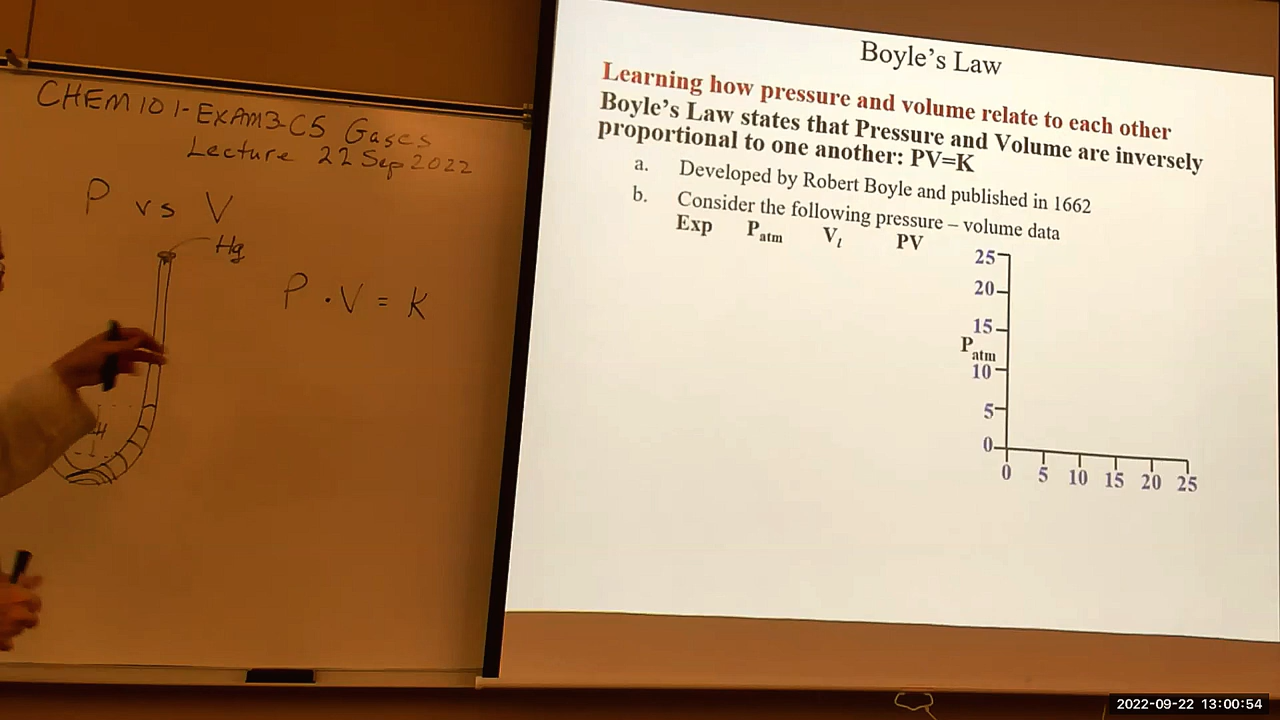 CHEM 101-EXAM3-C5 Gases
Lecture 22 Sep 2022
P vs V
Hg
P · V = K
H
Boyle's Law
Learning how pressure and volume relate to each other
Boyle's Law states that Pressure and Volume are inversely
proportional to one another: PV=K
a. Developed by Robert Boyle and published in 1662
b. Consider the following pressure – volume data
Exp Patm Vl PV
25
20
15
Patm
10
5
0
0 5 10 15 20 25
2022-09-22 13:00:54